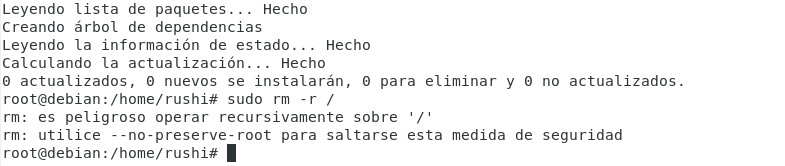 Leyendo lista de paquetes... Hecho
Creando árbol de dependencias
Leyendo la información de estado... Hecho
Calculando la actualización... Hecho
0 actualizados, 0 nuevos se instalarán, 0 para eliminar y 0 no actualizados.
root@debian:/home/rushi# sudo rm -r /
rm: es peligroso operar recursivamente sobre '/'
rm: utilice --no-preserve-root para saltarse esta medida de seguridad
root@debian:/home/rushi#